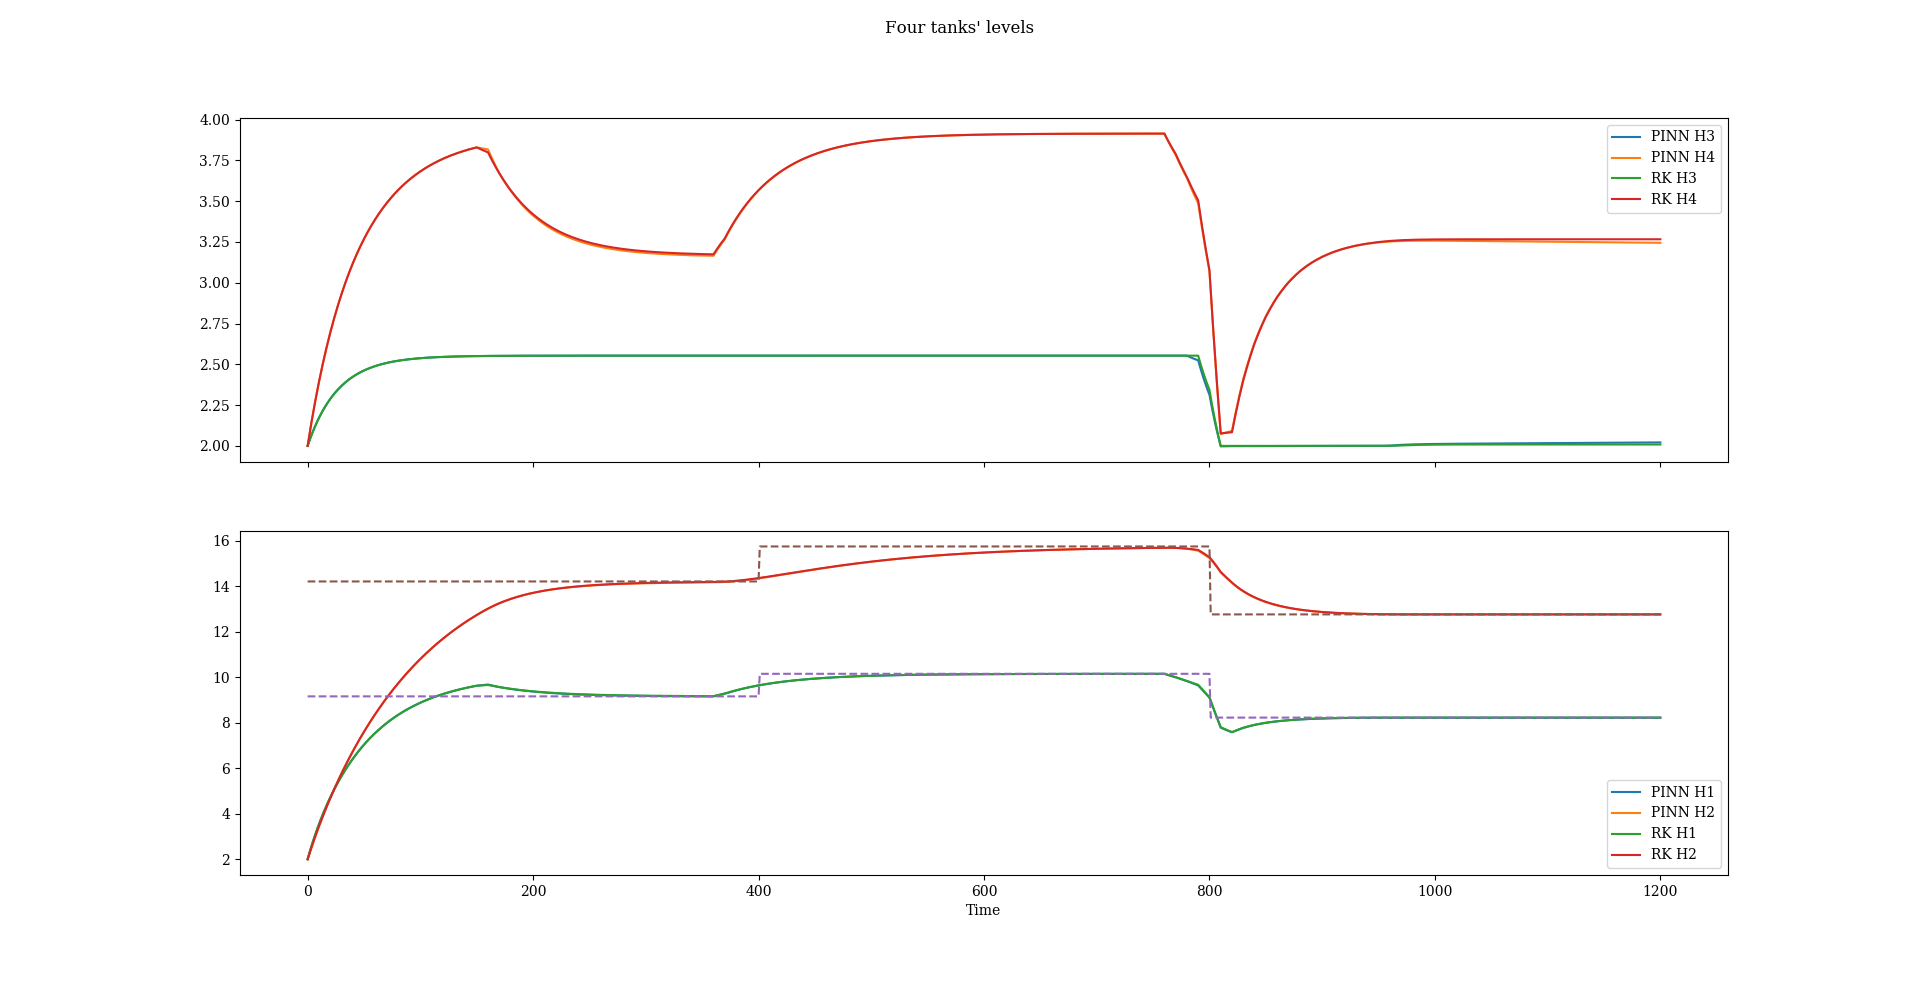 Four tanks' levels
4.00
3.75
3.50
3.25
3.00
2.75
2.50
2.25
2.00
PINN H3
PINN H4
RK H3
RK H4
16
14
12
10
8
6
4
2
PINN H1
PINN H2
RK H1
RK H2
0 200 400 600 800 1000 1200
Time